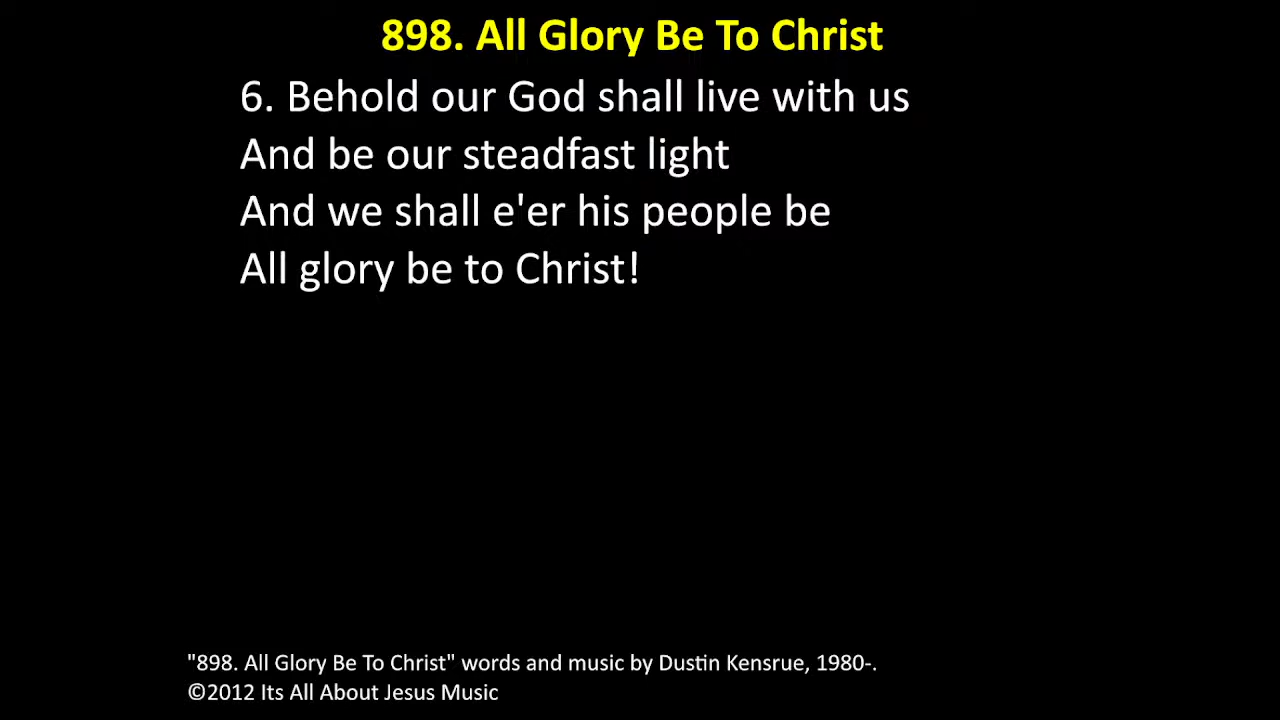 898. All Glory Be To Christ
6. Behold our God shall live with us
And be our steadfast light
And we shall e'er his people be
All glory be to Christ!
"898. All Glory Be To Christ" words and music by Dustin Kensrue, 1980-.
©2012 Its All About Jesus Music